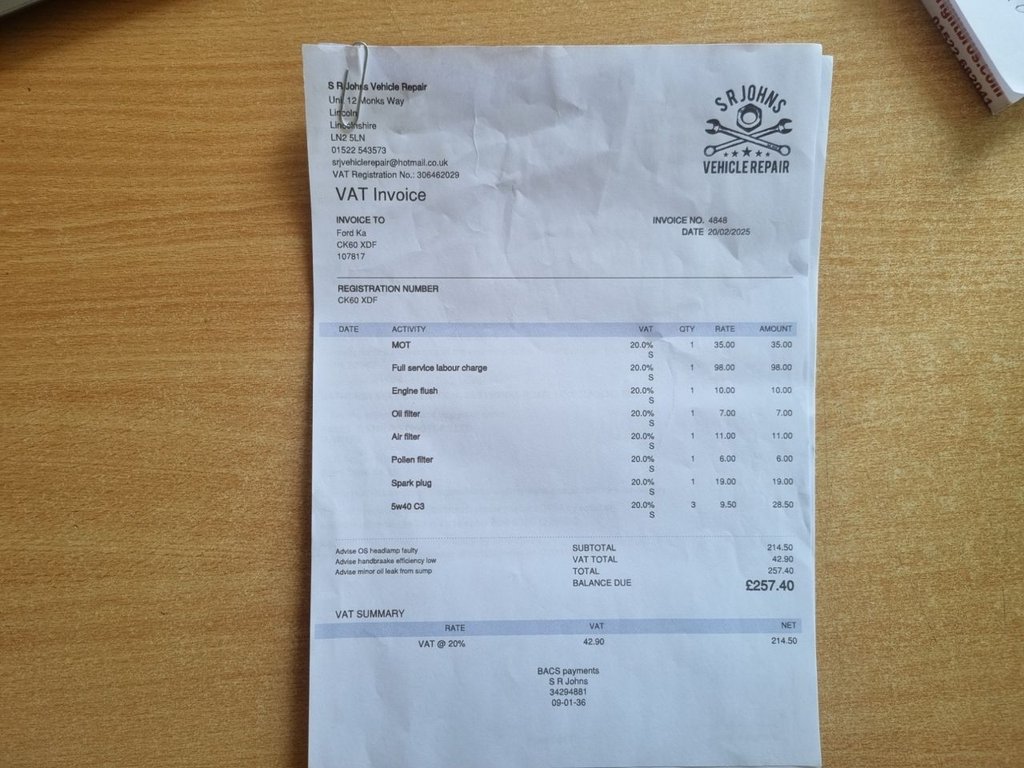 S R Johns Vehicle Repair
Unit 12 Monks Way
Lincoln
Lincolnshire
LN2 5LN
01522 543573
srjvehiclerepair@hotmail.co.uk
VAT Registration No.: 306462029
S R JOHNS
VEHICLE REPAIR
VAT Invoice
INVOICE TO
Ford Ka
CK60 XDF
107817
INVOICE NO. 4848
DATE 20/02/2025
REGISTRATION NUMBER
CK60 XDF
DATE ACTIVITY VAT QTY RATE AMOUNT
MOT 20.0% 1 35.00 35.00
S
Full service labour charge 20.0% 1 98.00 98.00
S
Engine flush 20.0% 1 10.00 10.00
S
Oil filter 20.0% 1 7.00 7.00
S
Air filter 20.0% 1 11.00 11.00
S
Pollen filter 20.0% 1 6.00 6.00
S
Spark plug 20.0% 1 19.00 19.00
S
5w40 C3 20.0% 3 9.50 28.50
S
Advise OS headlamp faulty
Advise handbraake efficiency low
Advise minor oil leak from sump
SUBTOTAL 214.50
VAT TOTAL 42.90
TOTAL 257.40
BALANCE DUE £257.40
VAT SUMMARY
RATE VAT NET
VAT @ 20% 42.90 214.50
BACS payments
S R Johns
34294881
09-01-36